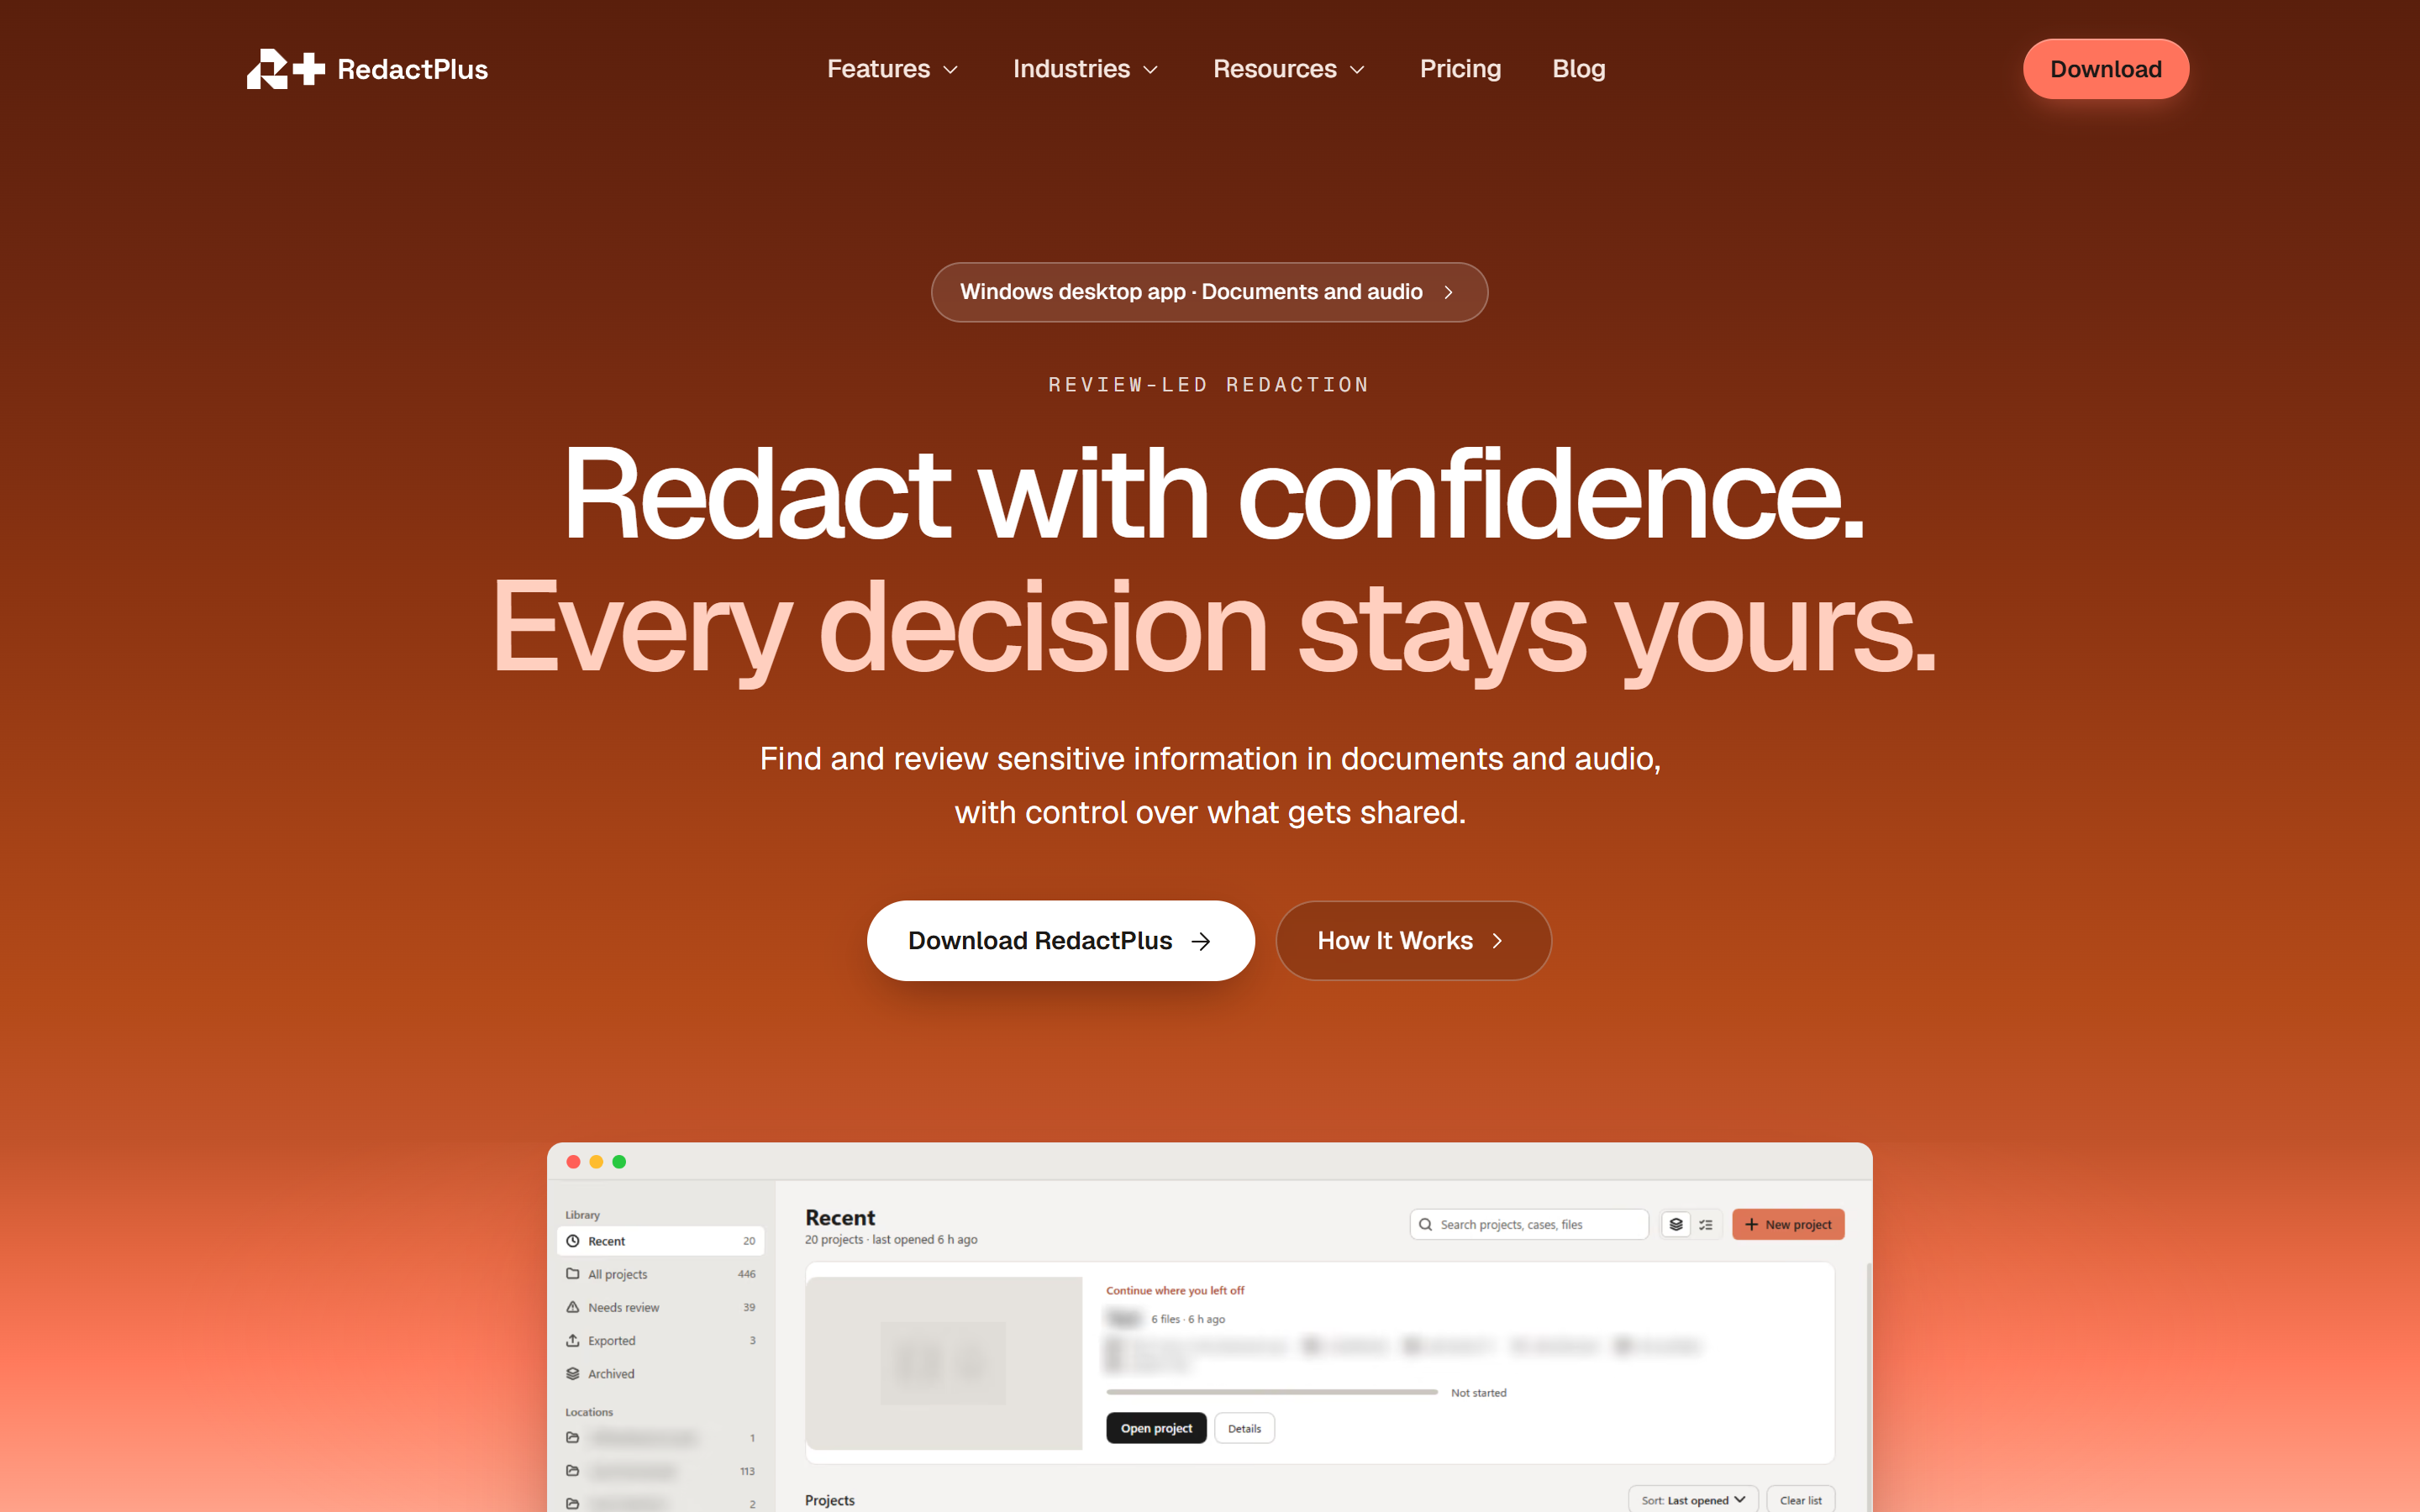 RedactPlus
Features
Industries
Resources
Pricing
Blog
Download
Windows desktop app · Documents and audio
REVIEW-LED REDACTION
Redact with confidence.
Every decision stays yours.
Find and review sensitive information in documents and audio,
with control over what gets shared.
Download RedactPlus
How It Works
Library
Recent 20
All projects 446
Needs review 39
Exported 3
Archived
Locations
1
113
2
Recent
20 projects · last opened 6 h ago
Search projects, cases, files
New project
Continue where you left off
6 files · 6 h ago
Not started
Open project
Details
Projects
Sort: Last opened
Clear list